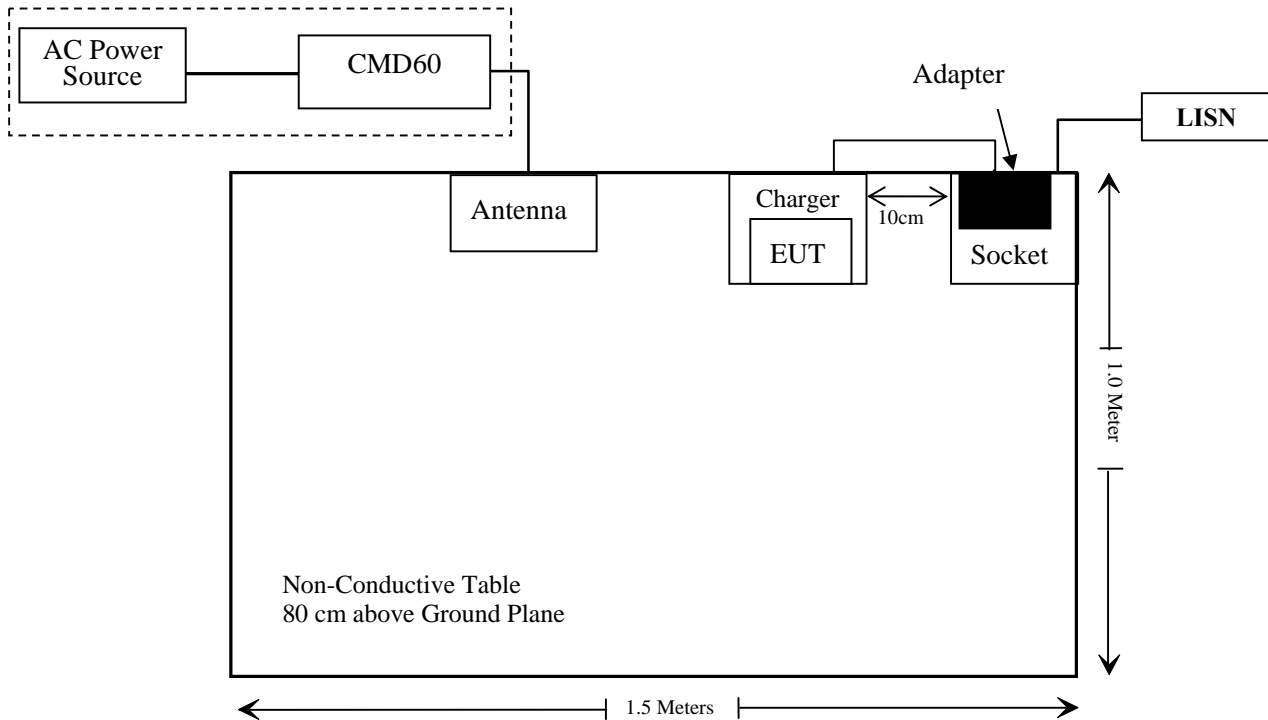 AC Power
Source
CMD60
Adapter
LISN
Antenna
Charger
10cm
EUT
Socket
1.0 Meter
Non-Conductive Table
80 cm above Ground Plane
1.5 Meters